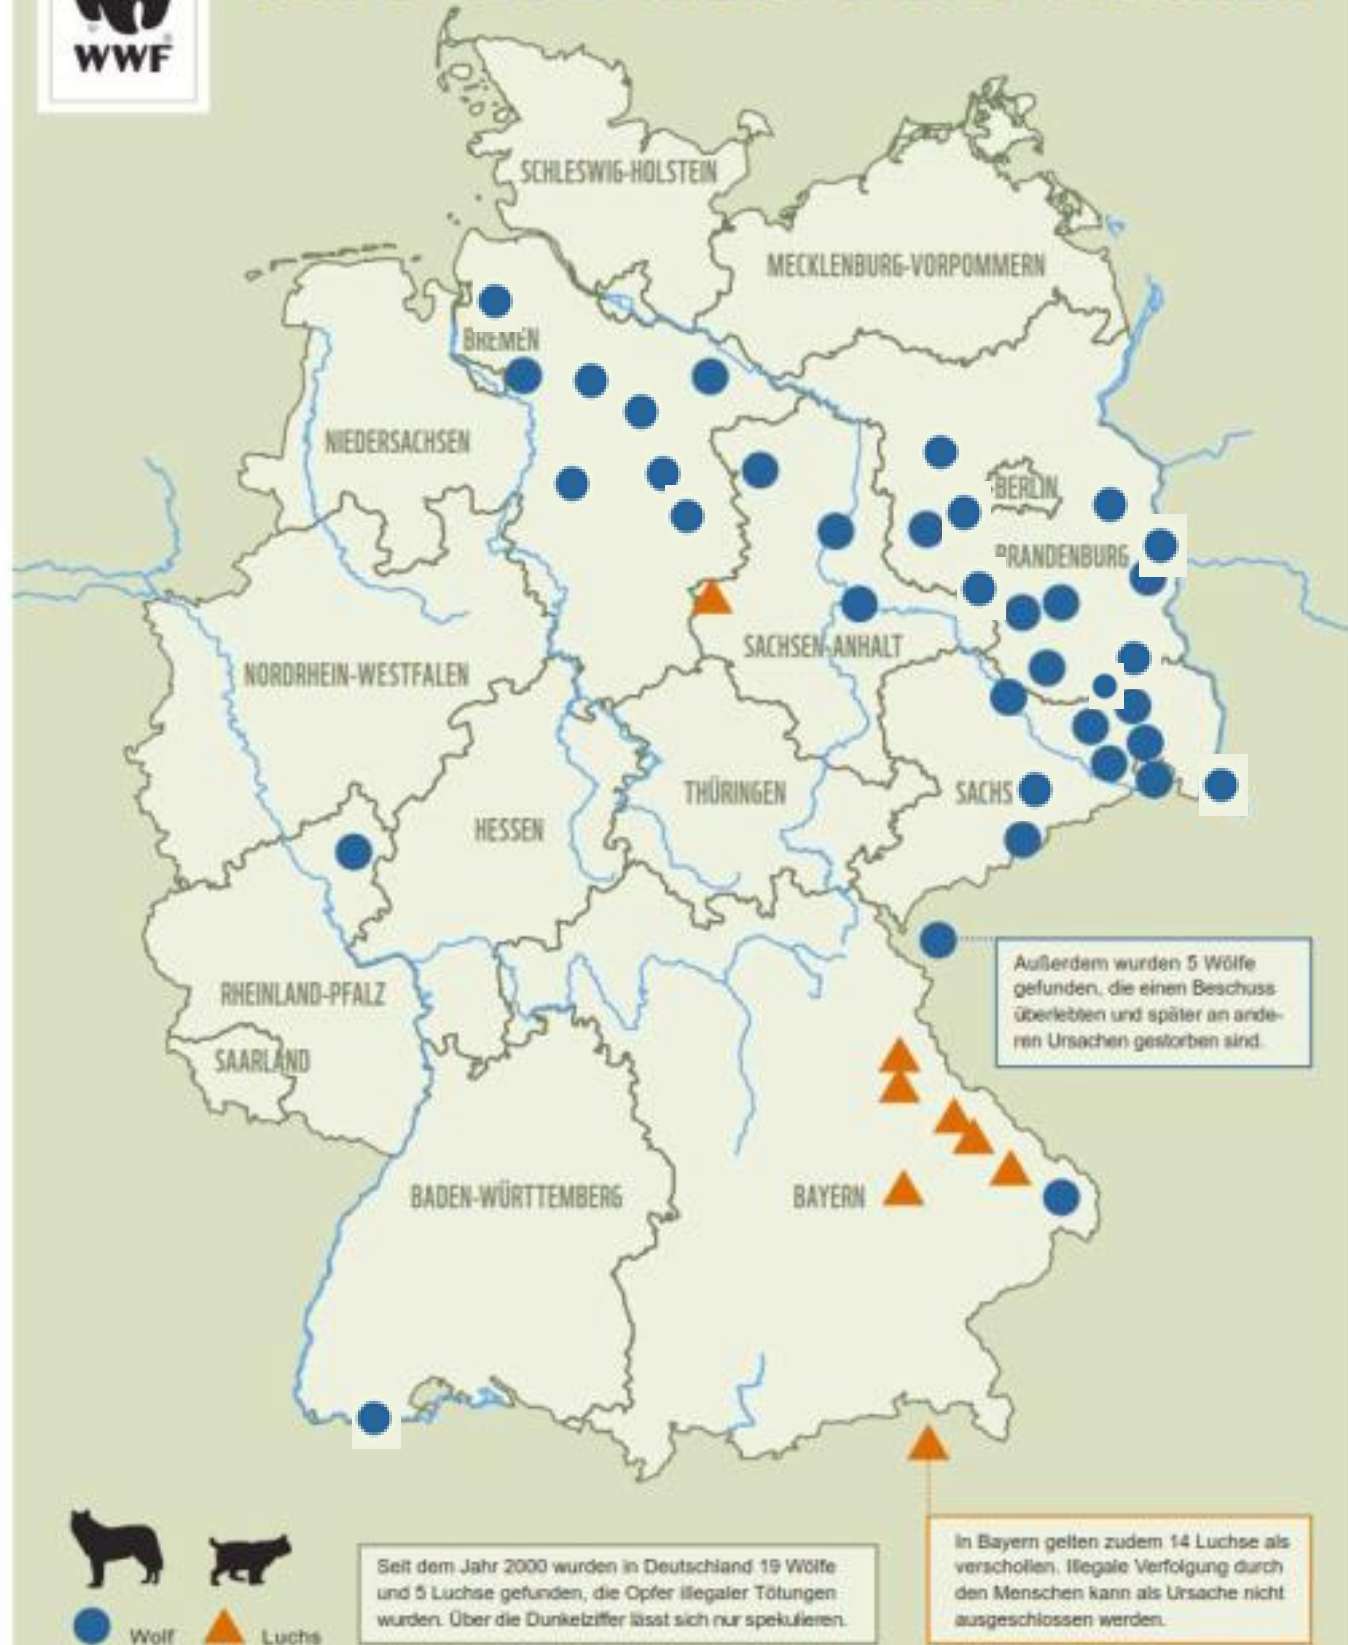 WWF
SCHLESWIG-HOLSTEIN
MECKLENBURG-VORPOMMERN
BREMEN
NIEDERSACHSEN
BERLIN
BRANDENBURG
SACHSEN-ANHALT
NORDRHEIN-WESTFALEN
THÜRINGEN
SACHS
HESSEN
Außerdem wurden 5 Wölfe
gefunden, die einen Beschuss
überlebten und später an ande-
ren Ursachen gestorben sind.
RHEINLAND-PFALZ
SAARLAND
BADEN-WÜRTTEMBERG
BAYERN
Seit dem Jahr 2000 wurden in Deutschland 19 Wölfe
und 5 Luchse gefunden, die Opfer illegaler Tötungen
wurden. Über die Dunkelziffer lässt sich nur spekulieren.
In Bayern gelten zudem 14 Luchse als
verschollen. Illegale Verfolgung durch
den Menschen kann als Ursache nicht
ausgeschlossen werden.
Wolf
Luchs